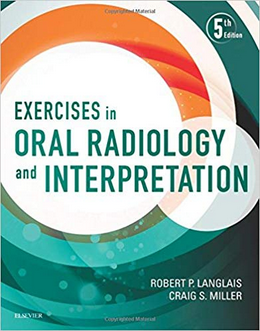 5th
Edition
EXERCISES in
ORAL RADIOLOGY
and INTERPRETATION
ROBERT P. LANGLAIS
CRAIG S. MILLER
ELSEVIER